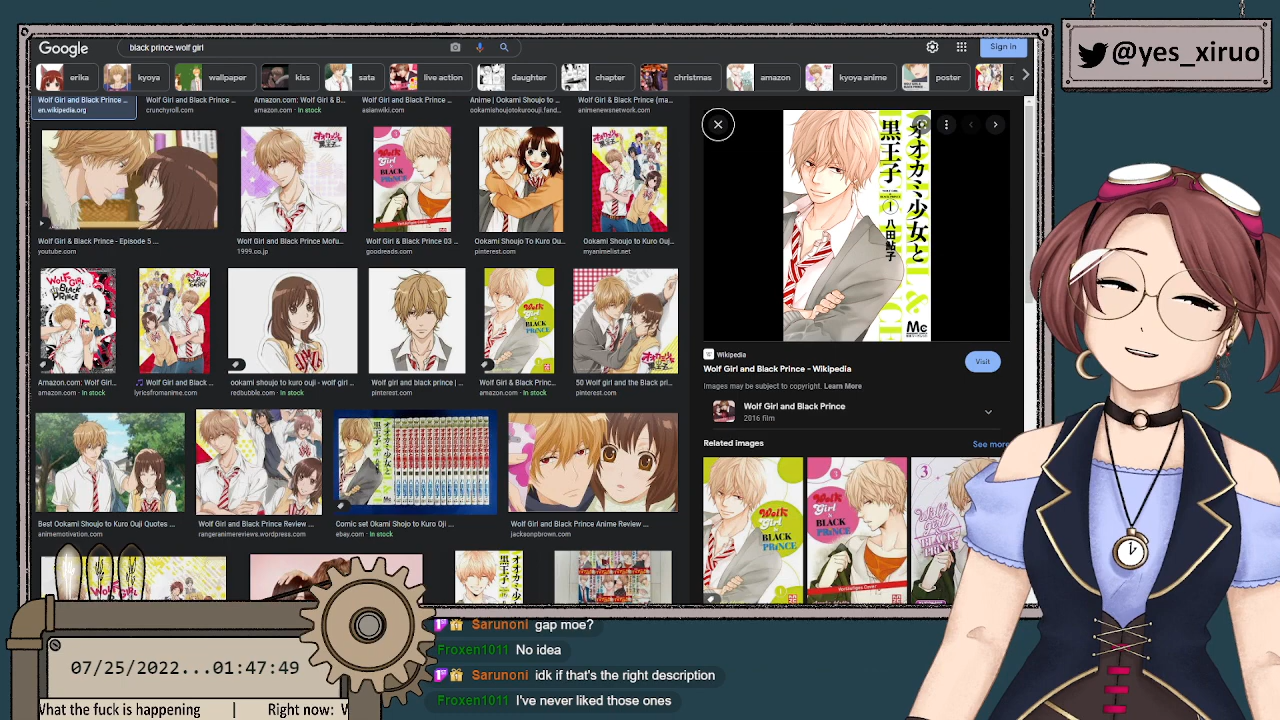 Google
black prince wolf girl
Sign in
@yes_xiruo
erika
kyoya
wallpaper
kiss
sata
live action
daughter
chapter
christmas
amazon
kyoya anime
poster
Wolf Girl and Black Prince ...
en.wikipedia.org
Wolf Girl and Black Prince ...
crunchyroll.com
Amazon.com: Wolf Girl & B...
amazon.com · In stock
Wolf Girl and Black Prince ...
asianwiki.com
Anime | Ookami Shoujo to ...
ookamishoujotokuroouji.fand...
Wolf Girl & Black Prince (ma...
animenewsnetwork.com
Wolf Girl & Black Prince - Episode 5 ...
youtube.com
Wolf Girl and Black Prince Mofu...
1999.co.jp
Wolf Girl & Black Prince 03 ...
goodreads.com
Ookami Shoujo To Kuro Ou...
pinterest.com
Ookami Shoujo to Kuro Ouj...
myanimelist.net
Amazon.com: Wolf Girl...
amazon.com · In stock
Wolf Girl and Black ...
lyricsfromanime.com
ookami shoujo to kuro ouji - wolf girl ...
redbubble.com · In stock
Wolf girl and black prince | ...
pinterest.com
Wolf Girl & Black Princ...
amazon.com · In stock
50 Wolf girl and the Black pri...
pinterest.com
Best Ookami Shoujo to Kuro Ouji Quotes ...
animemotivation.com
Wolf Girl and Black Prince Review ...
rangeranimereviews.wordpress.com
Comic set Okami Shojo to Kuro Oji ...
ebay.com · In stock
Wolf Girl and Black Prince Anime Review ...
jacksonpbrown.com
オオカミ少女と
黒王子
1
八田鮎子
Mc
Wikipedia
Visit
Wolf Girl and Black Prince - Wikipedia
Images may be subject to copyright. Learn More
Wolf Girl and Black Prince
2016 film
Related images
See more
07/25/2022...01:47:49
What the fuck is happening | Right now:
Sarunoni gap moe?
Froxen1011 No idea
Sarunoni idk if that's the right description
Froxen1011 I've never liked those ones